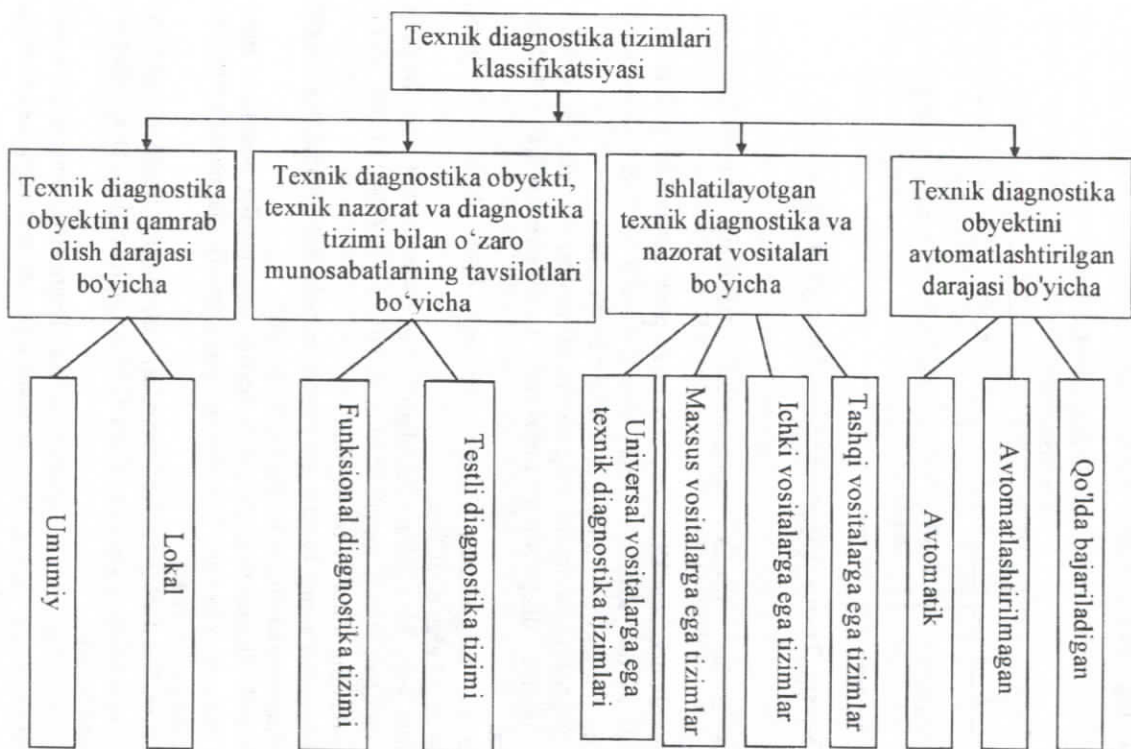 Texnik diagnostika tizimlari
klassifikatsiyasi
Texnik diagnostika
obyektini qamrab
olish darajasi
bo'yicha
Texnik diagnostika obyekti,
texnik nazorat va diagnostika
tizimi bilan o‘zaro
munosabatlarning tavsilotlari
bo‘yicha
Ishlatilayotgan
texnik diagnostika va
nazorat vositalari
bo'yicha
Texnik diagnostika
obyektini
avtomatlashtirilgan
darajasi bo'yicha
Umumiy
Lokal
Funksional diagnostika tizimi
Testli diagnostika tizimi
Universal vositalarga ega
texnik diagnostika tizimlari
Maxsus vositalarga ega tizimlar
Ichki vositalarga ega tizimlar
Tashqi vositalarga ega tizimlar
Avtomatik
Avtomatlashtirilmagan
Qo'lda bajariladigan